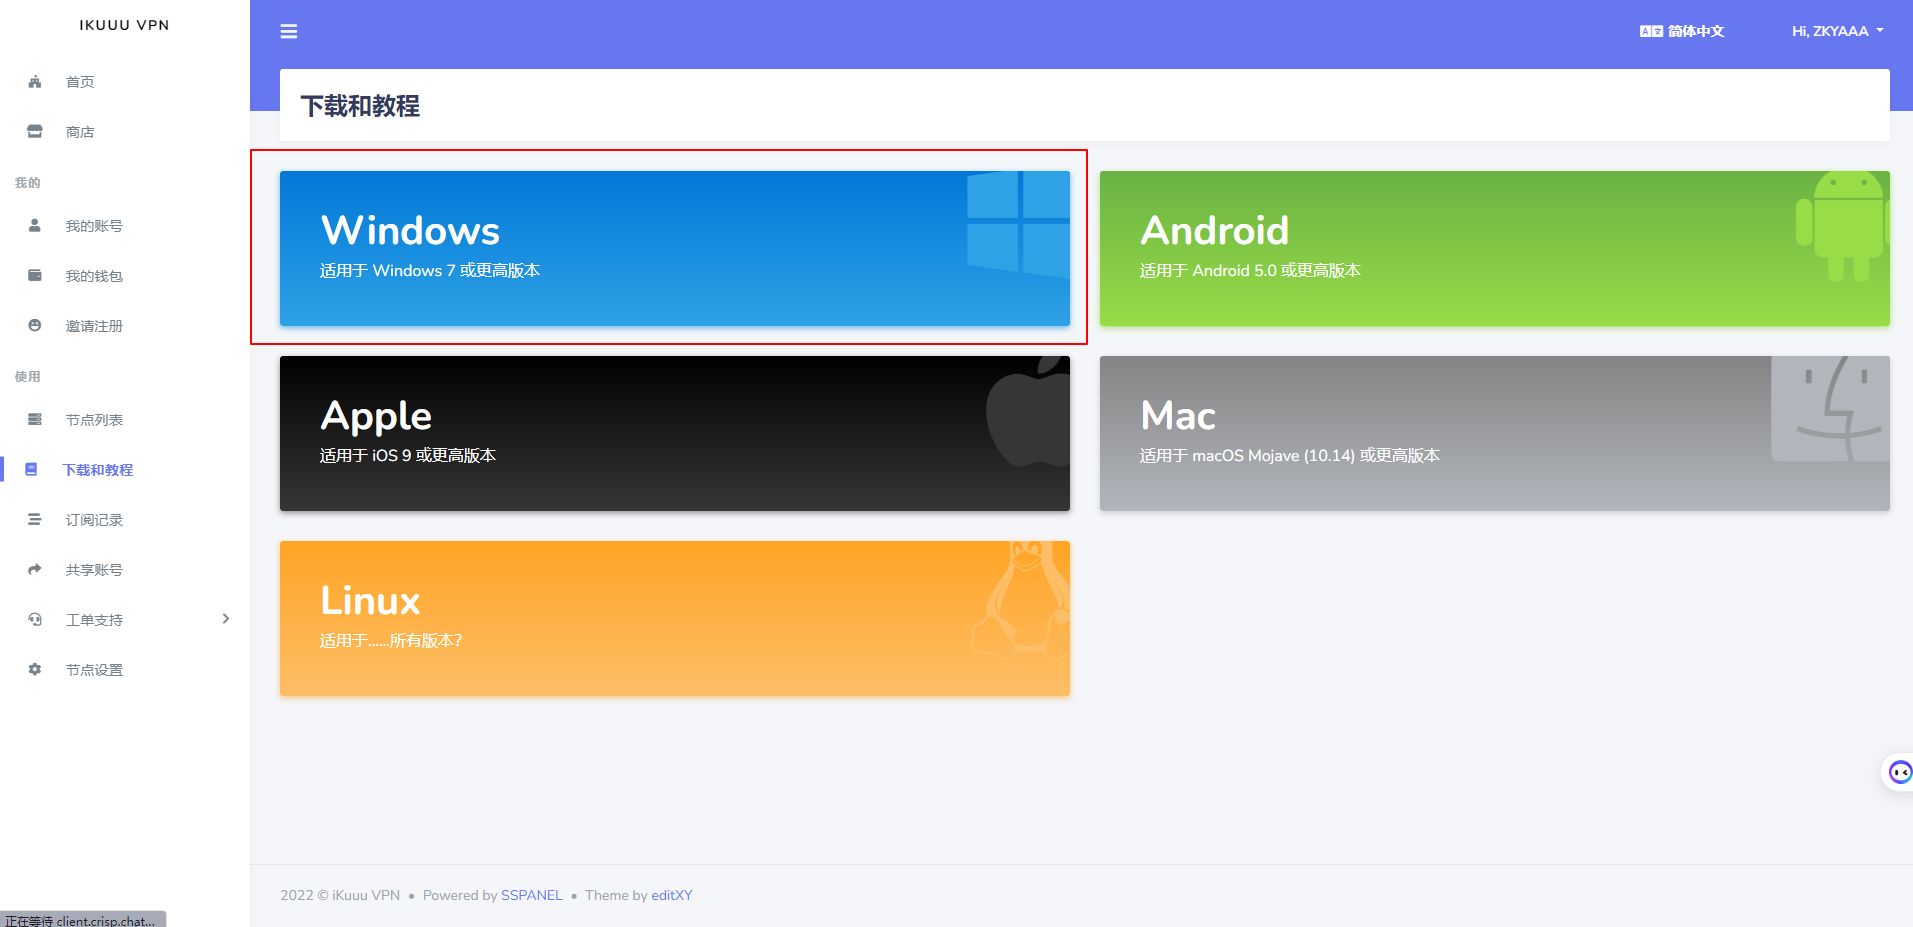 IKUUU VPN
首页
商店
我的
我的账号
我的钱包
邀请注册
使用
节点列表
下载和教程
订阅记录
共享账号
工单支持
节点设置
简体中文
Hi, ZKYAAA
下载和教程
Windows
适用于 Windows 7 或更高版本
Android
适用于 Android 5.0 或更高版本
Apple
适用于 iOS 9 或更高版本
Mac
适用于 macOS Mojave (10.14) 或更高版本
Linux
适用于......所有版本?
2022 © iKuuu VPN • Powered by SSPANEL • Theme by editXY
正在等待 client.crisp.chat...